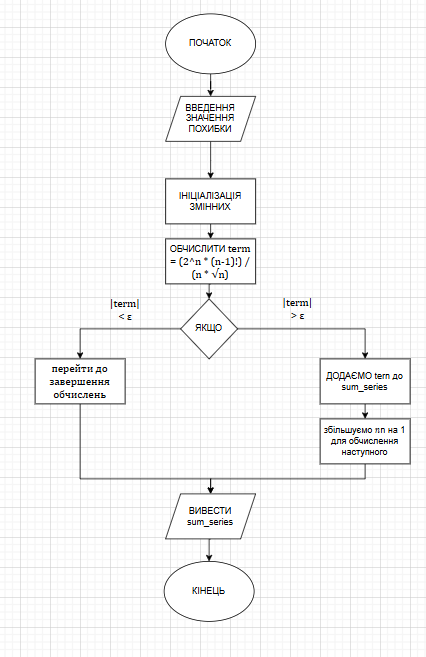 ПОЧАТОК
ВВЕДЕННЯ
ЗНАЧЕННЯ
ПОХИБКИ
ІНІЦІАЛІЗАЦІЯ
ЗМІННИХ
ОБЧИСЛИТИ term
= (2^n * (n-1)!) /
(n * √n)
|term|
< ε
|term|
> ε
ЯКЩО
перейти до
завершення
обчислень
ДОДАЄМО tern до
sum_series
збільшуємо nn на 1
для обчислення
наступного
ВИВЕСТИ
sum_series
КІНЕЦЬ